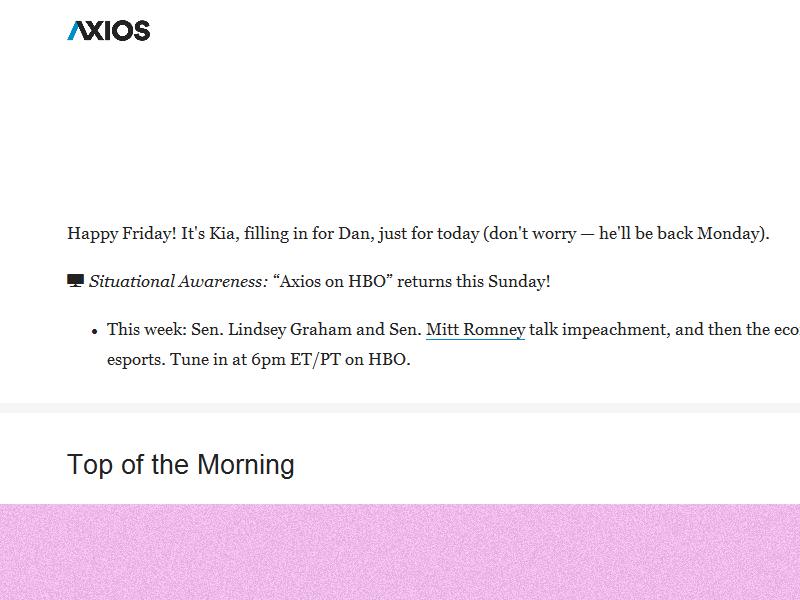 AXIOS
Happy Friday! It's Kia, filling in for Dan, just for today (don't worry — he'll be back Monday).
🖥 Situational Awareness: “Axios on HBO” returns this Sunday!
• This week: Sen. Lindsey Graham and Sen. Mitt Romney talk impeachment, and then the
esports. Tune in at 6pm ET/PT on HBO.
Top of the Morning